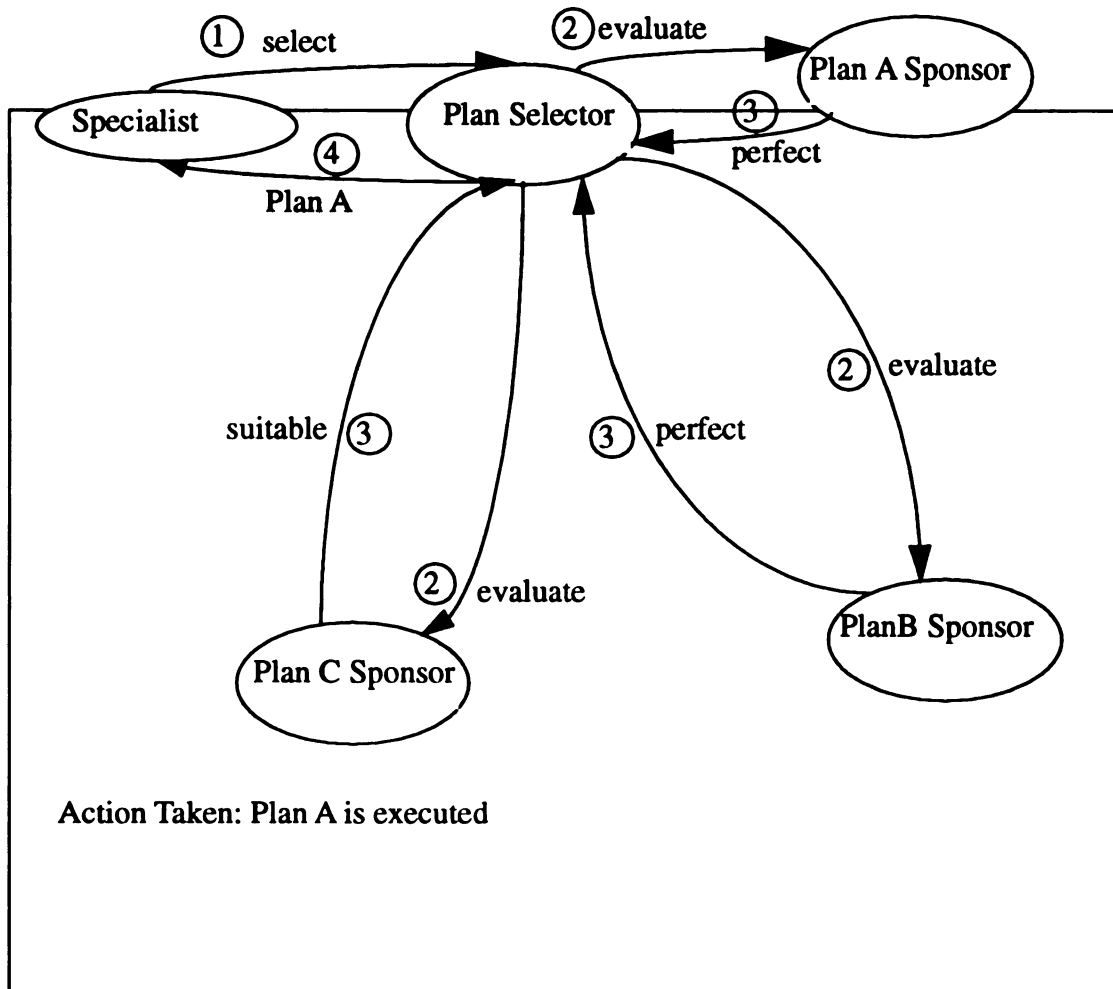 ① select
② evaluate
Plan A Sponsor
Specialist
Plan Selector
③
perfect
④
Plan A
② evaluate
suitable ③
③ perfect
② evaluate
PlanB Sponsor
Plan C Sponsor
Action Taken: Plan A is executed